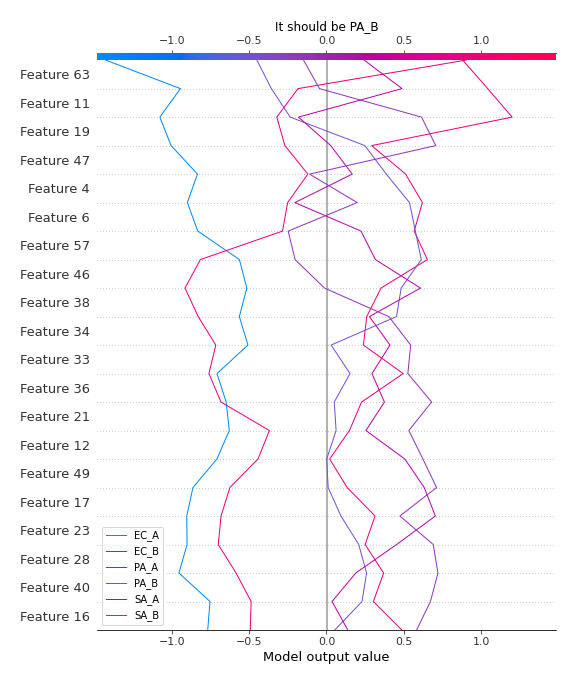 It should be PA_B
−1.0 −0.5 0.0 0.5 1.0
Feature 63
Feature 11
Feature 19
Feature 47
Feature 4
Feature 6
Feature 57
Feature 46
Feature 38
Feature 34
Feature 33
Feature 36
Feature 21
Feature 12
Feature 49
Feature 17
Feature 23
Feature 28
Feature 40
Feature 16
EC_A
EC_B
PA_A
PA_B
SA_A
SA_B
−1.0 −0.5 0.0 0.5 1.0
Model output value